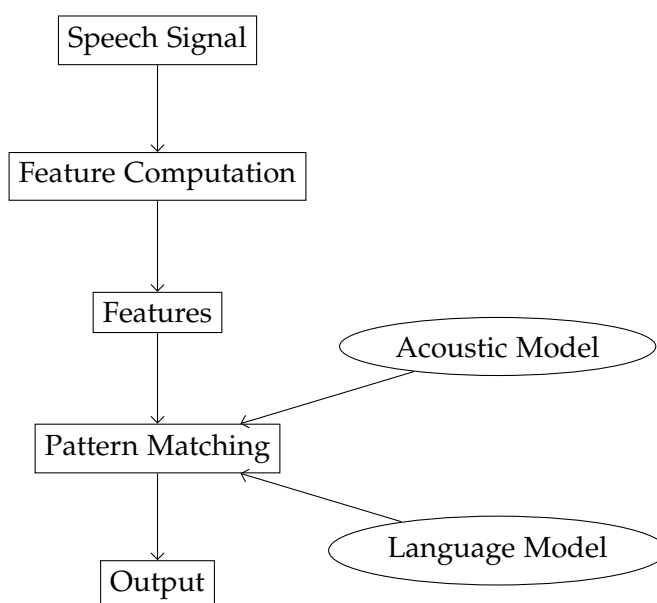 Speech Signal
Feature Computation
Features
Acoustic Model
Pattern Matching
Language Model
Output